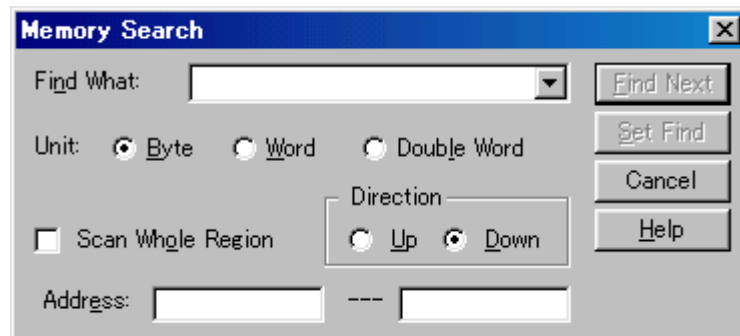 Memory Search
Find What:
Find Next
Unit: Byte Word Double Word
Set Find
Cancel
Direction
Scan Whole Region
Up Down
Help
Address: ---